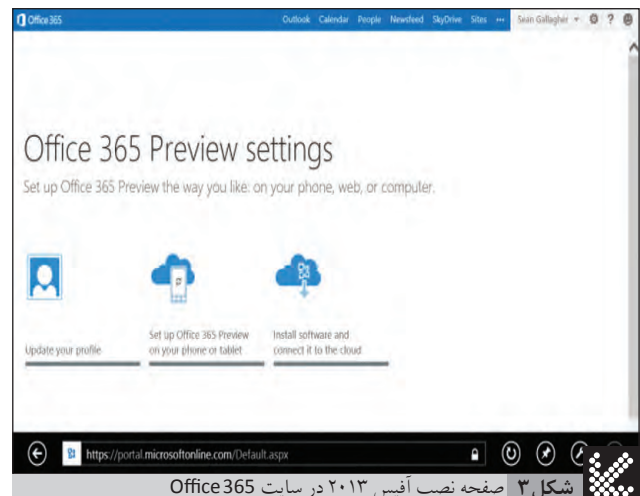 Office 365 Outlook Calendar People Newsfeed SkyDrive Sites ••• Sean Gallagher ?
Office 365 Preview settings
Set up Office 365 Preview the way you like: on your phone, web, or computer.
Update your profile
Set up Office 365 Preview
on your phone or tablet
Install software and
connect it to the cloud
https://portal.microsoftonline.com/Default.aspx
شکل ۳ صفحه نصب آفیس ۲۰۱۳ در سایت Office 365